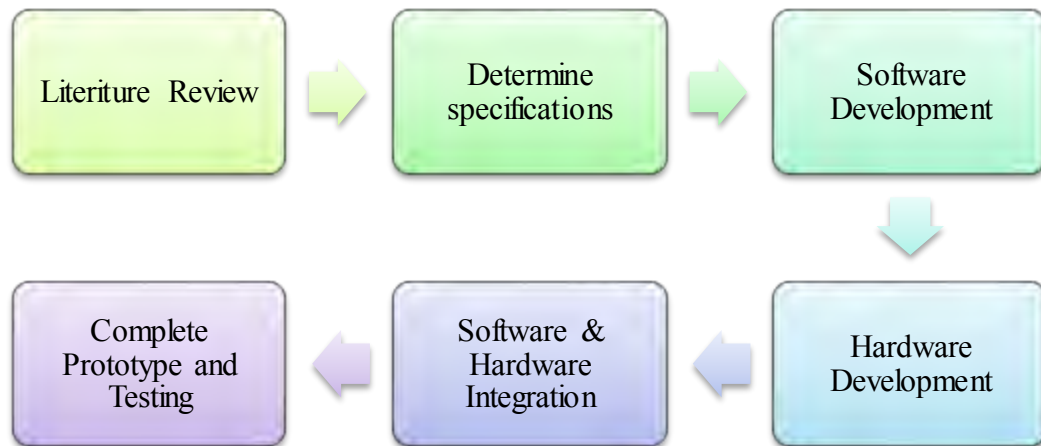 Literiture Review
Determine
specifications
Software
Development
Hardware
Development
Software &
Hardware
Integration
Complete
Prototype and
Testing